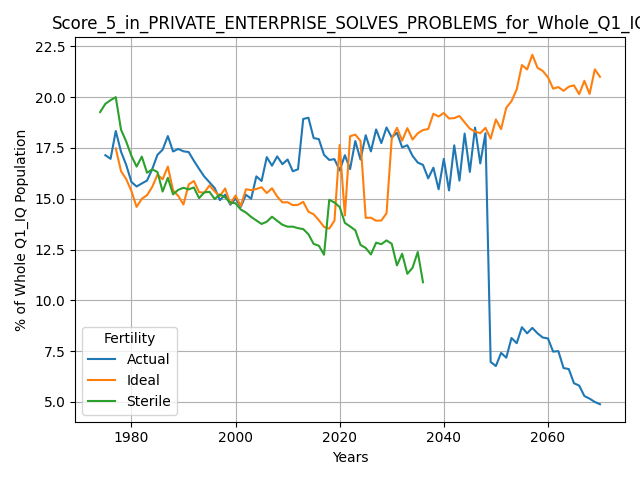 Score_5_in_PRIVATE_ENTERPRISE_SOLVES_PROBLEMS_for_Whole_Q1_IQ
22.5
20.0
17.5
15.0
12.5
10.0
7.5
5.0
% of Whole Q1_IQ Population
Fertility
Actual
Ideal
Sterile
1980
2000
2020
2040
2060
Years